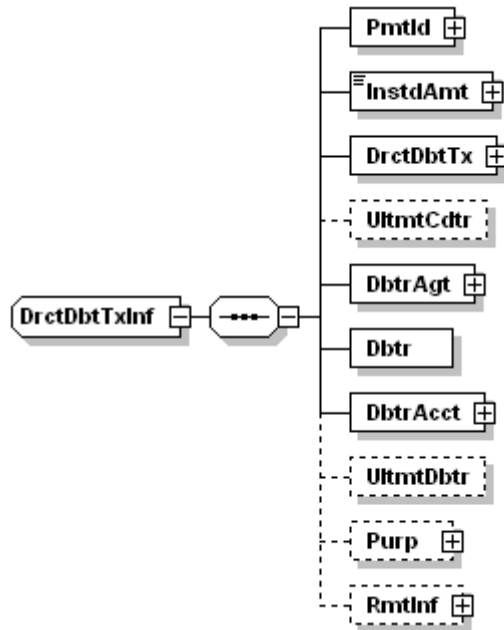 PmtId
InstdAmt
DrctDbtTx
UltmtCdtr
DbtrAgt
DrctDbtTxInf
Dbtr
DbtrAcct
UltmtDbtr
Purp
RmtInf